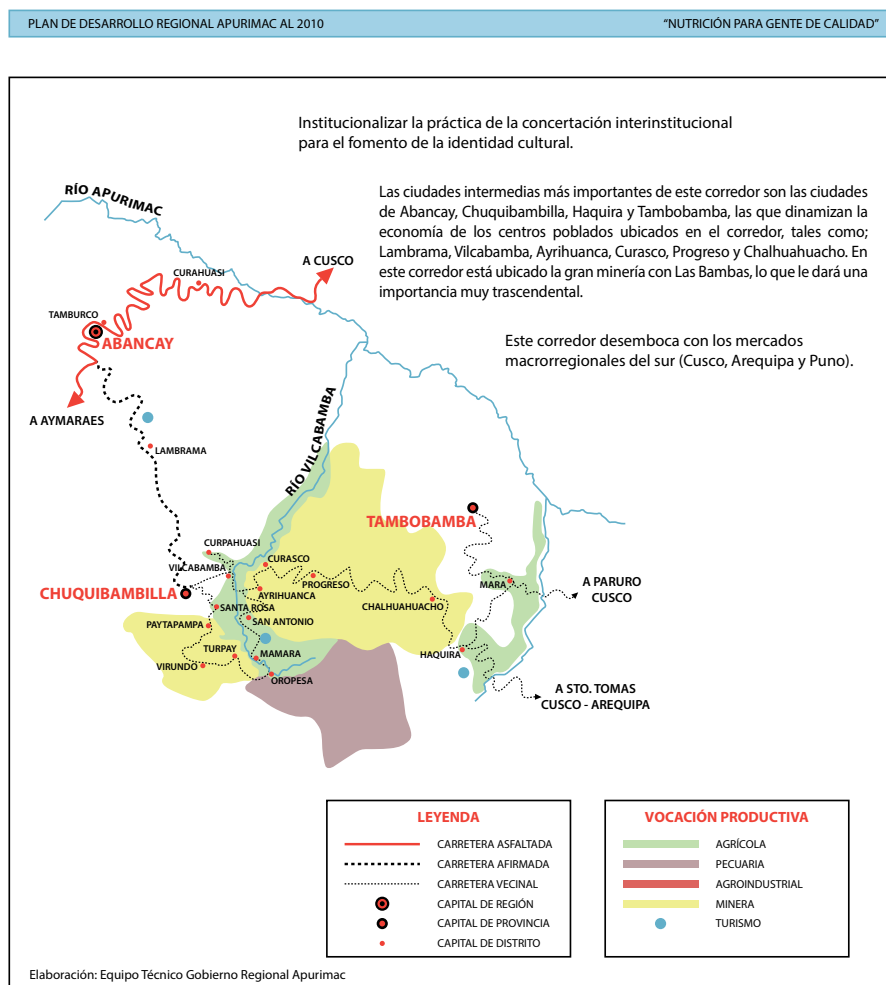 PLAN DE DESARROLLO REGIONAL APURIMAC AL 2010
“NUTRICIÓN PARA GENTE DE CALIDAD”
Institucionalizar la práctica de la concertación interinstitucional
para el fomento de la identidad cultural.
Las ciudades intermedias más importantes de este corredor son las ciudades
de Abancay, Chuquibambilla, Haquira y Tambobamba, las que dinamizan la
economía de los centros poblados ubicados en el corredor, tales como;
Lambrama, Vilcabamba, Ayrihuanca, Curasco, Progreso y Chalhuahuacho. En
este corredor está ubicado la gran minería con Las Bambas, lo que le dará una
importancia muy trascendental.
Este corredor desemboca con los mercados
macrorregionales del sur (Cusco, Arequipa y Puno).
RÍO APURIMAC
A CUSCO
CURAHUASI
TAMBURCO
ABANCAY
A AYMARAES
RÍO VILCABAMBA
LAMBRAMA
TAMBOBAMBA
CURPAHUASI
CURASCO
VILCABAMBA
PROGRESO
MARA
A PARURO
CUSCO
CHUQUIBAMBILLA
AYRIHUANCA
CHALHUAHUACHO
SANTA ROSA
SAN ANTONIO
PAYTAPAMPA
TURPAY
MAMARA
HAQUIRA
VIRUNDO
OROPESA
A STO. TOMAS
CUSCO - AREQUIPA
LEYENDA
CARRETERA ASFALTADA
CARRETERA AFIRMADA
CARRETERA VECINAL
CAPITAL DE REGIÓN
CAPITAL DE PROVINCIA
CAPITAL DE DISTRITO
VOCACIÓN PRODUCTIVA
AGRÍCOLA
PECUARIA
AGROINDUSTRIAL
MINERA
TURISMO
Elaboración: Equipo Técnico Gobierno Regional Apurimac